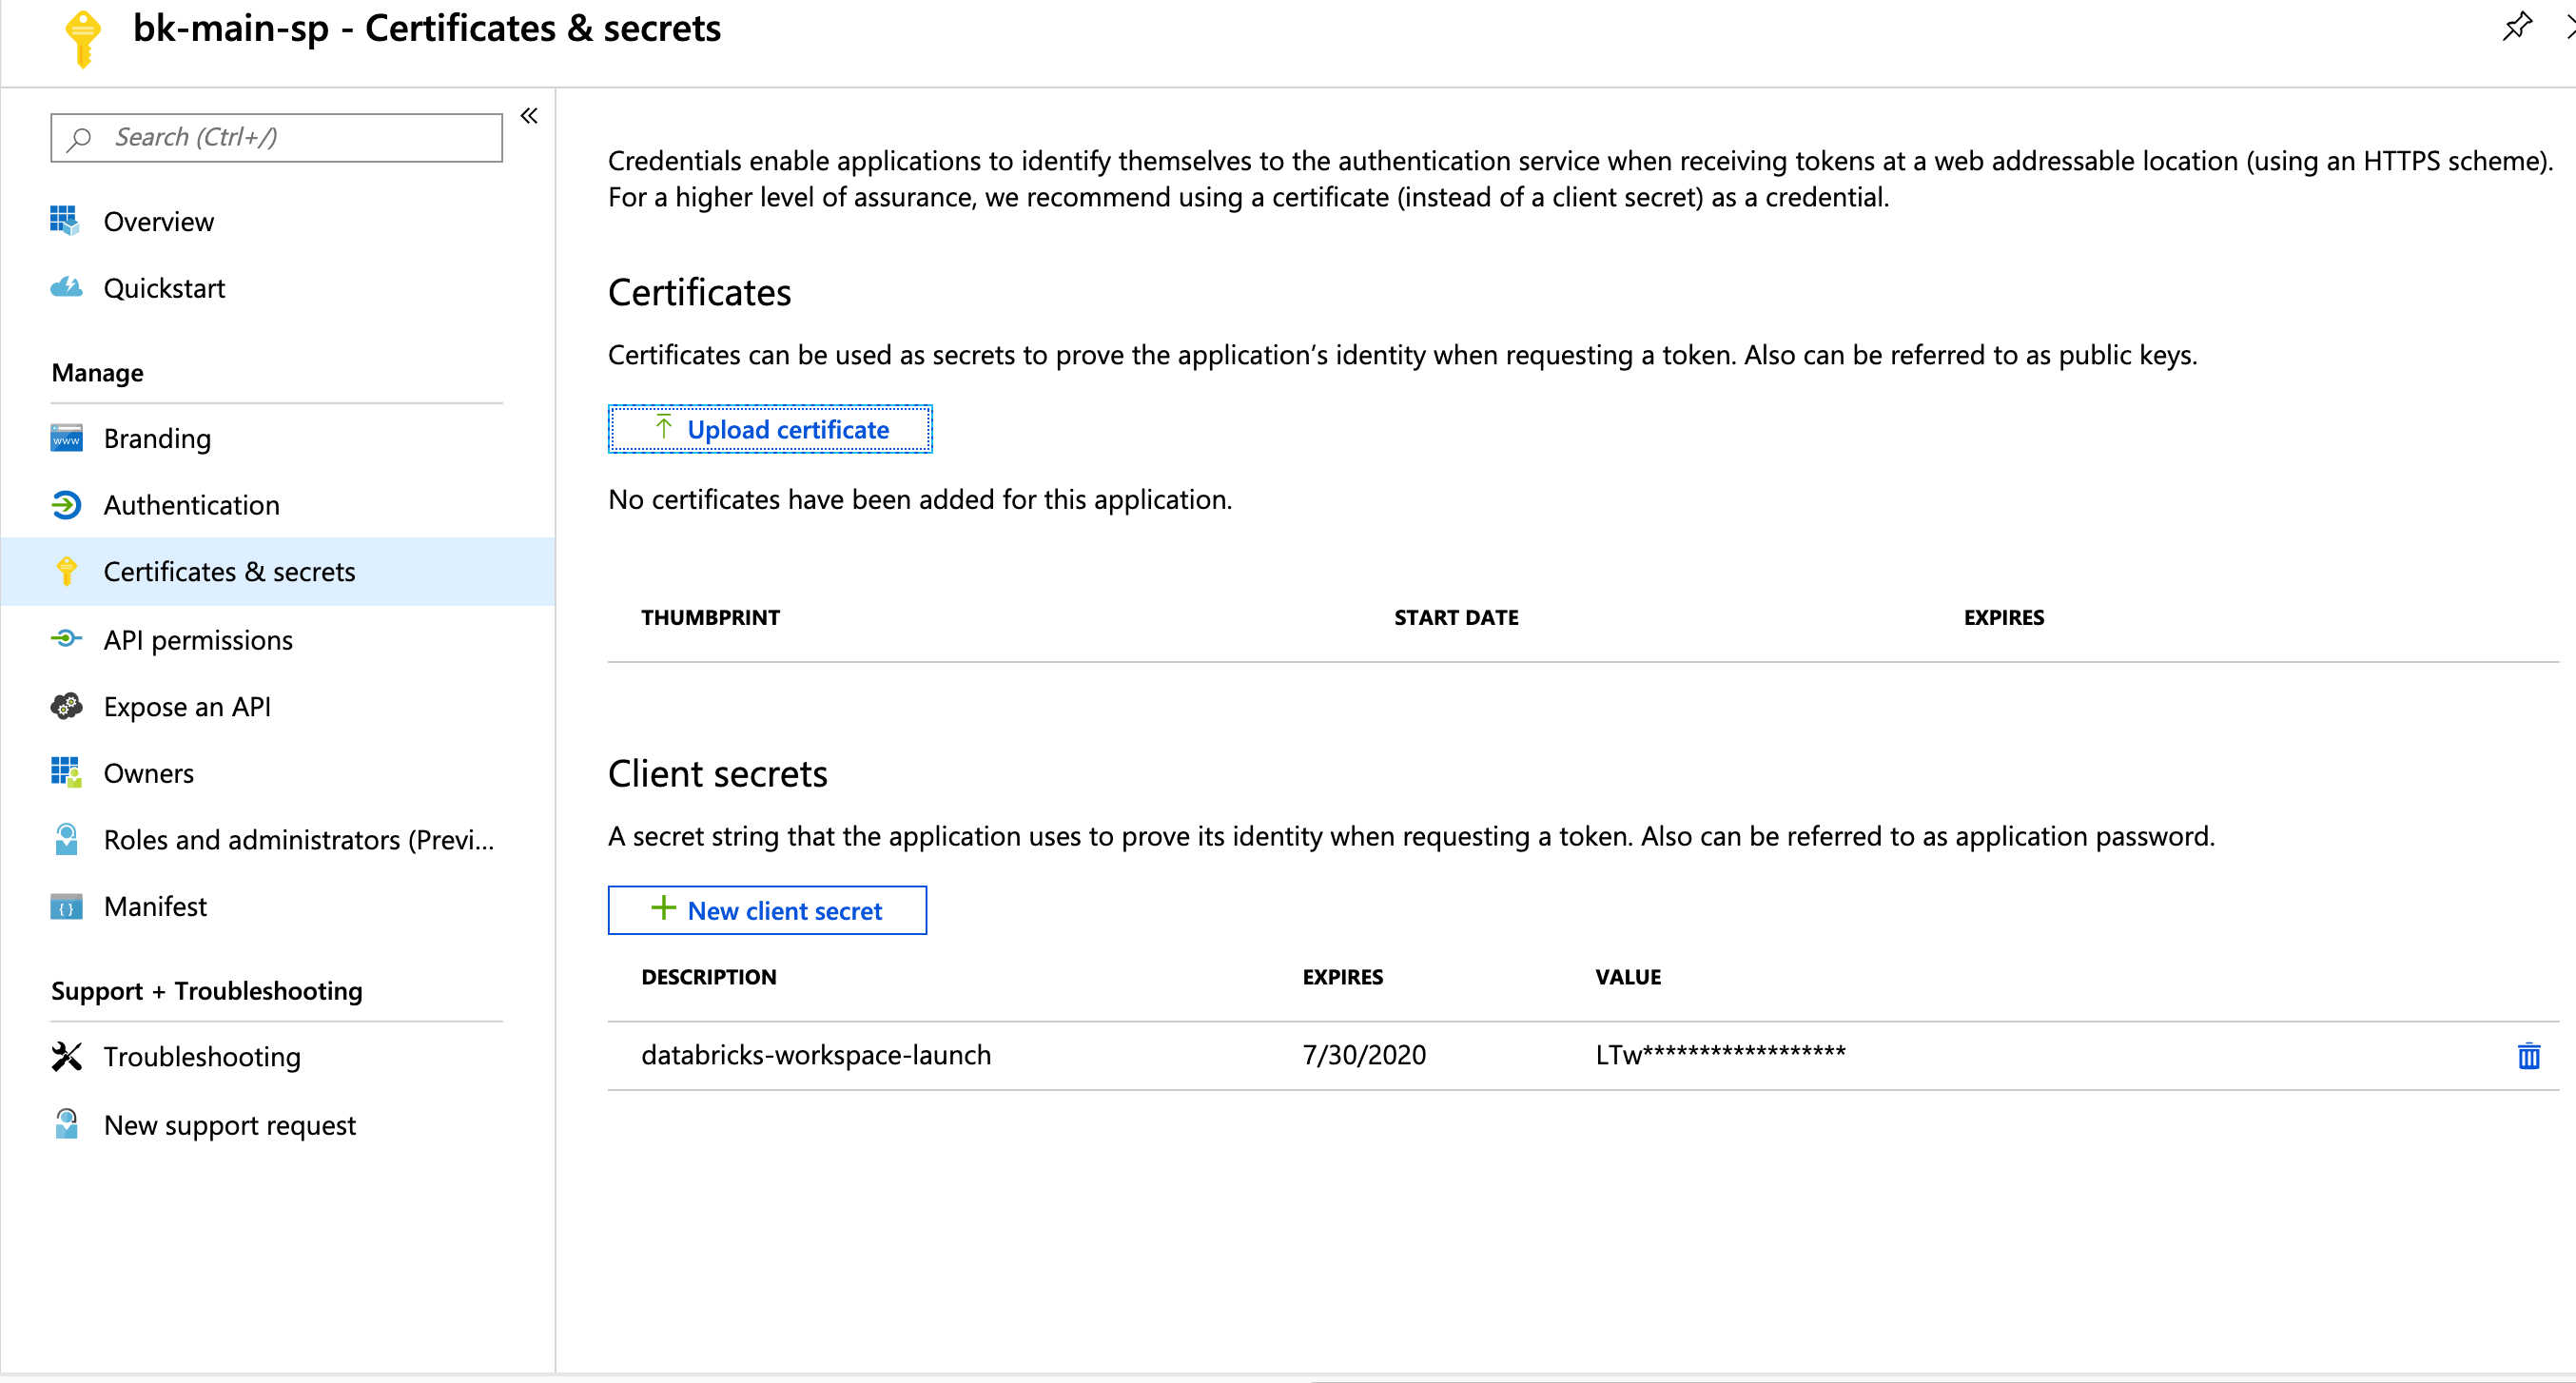 bk-main-sp - Certificates & secrets
Search (Ctrl+/)
Overview
Quickstart
Manage
www
Branding
Authentication
Certificates & secrets
API permissions
Expose an API
Owners
Roles and administrators (Previ...
Manifest
Support + Troubleshooting
Troubleshooting
New support request
Credentials enable applications to identify themselves to the authentication service when receiving tokens at a web addressable location (using an HTTPS scheme).
For a higher level of assurance, we recommend using a certificate (instead of a client secret) as a credential.
Certificates
Certificates can be used as secrets to prove the application’s identity when requesting a token. Also can be referred to as public keys.
Upload certificate
No certificates have been added for this application.
THUMBPRINT START DATE EXPIRES
Client secrets
A secret string that the application uses to prove its identity when requesting a token. Also can be referred to as application password.
New client secret
DESCRIPTION EXPIRES VALUE
databricks-workspace-launch 7/30/2020 LTw******************